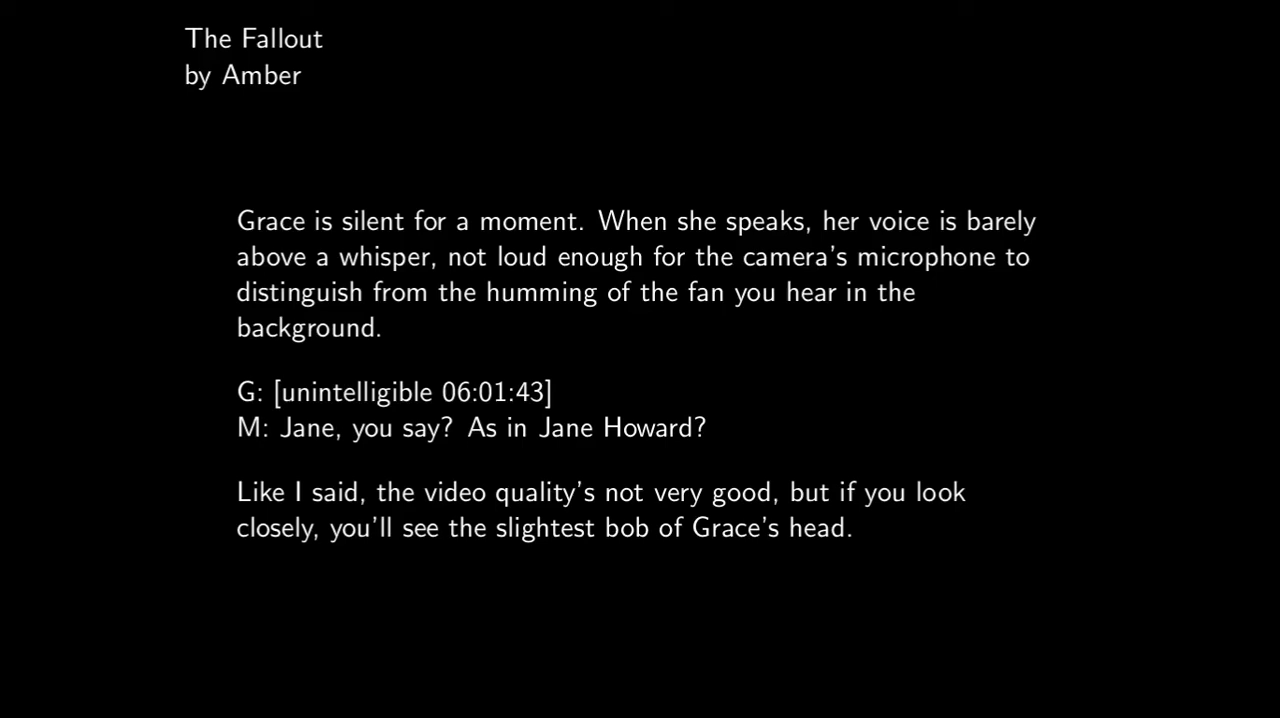 The Fallout
by Amber
Grace is silent for a moment. When she speaks, her voice is barely
above a whisper, not loud enough for the camera's microphone to
distinguish from the humming of the fan you hear in the
background.
G: [unintelligible 06:01:43]
M: Jane, you say? As in Jane Howard?
Like I said, the video quality's not very good, but if you look
closely, you'll see the slightest bob of Grace's head.